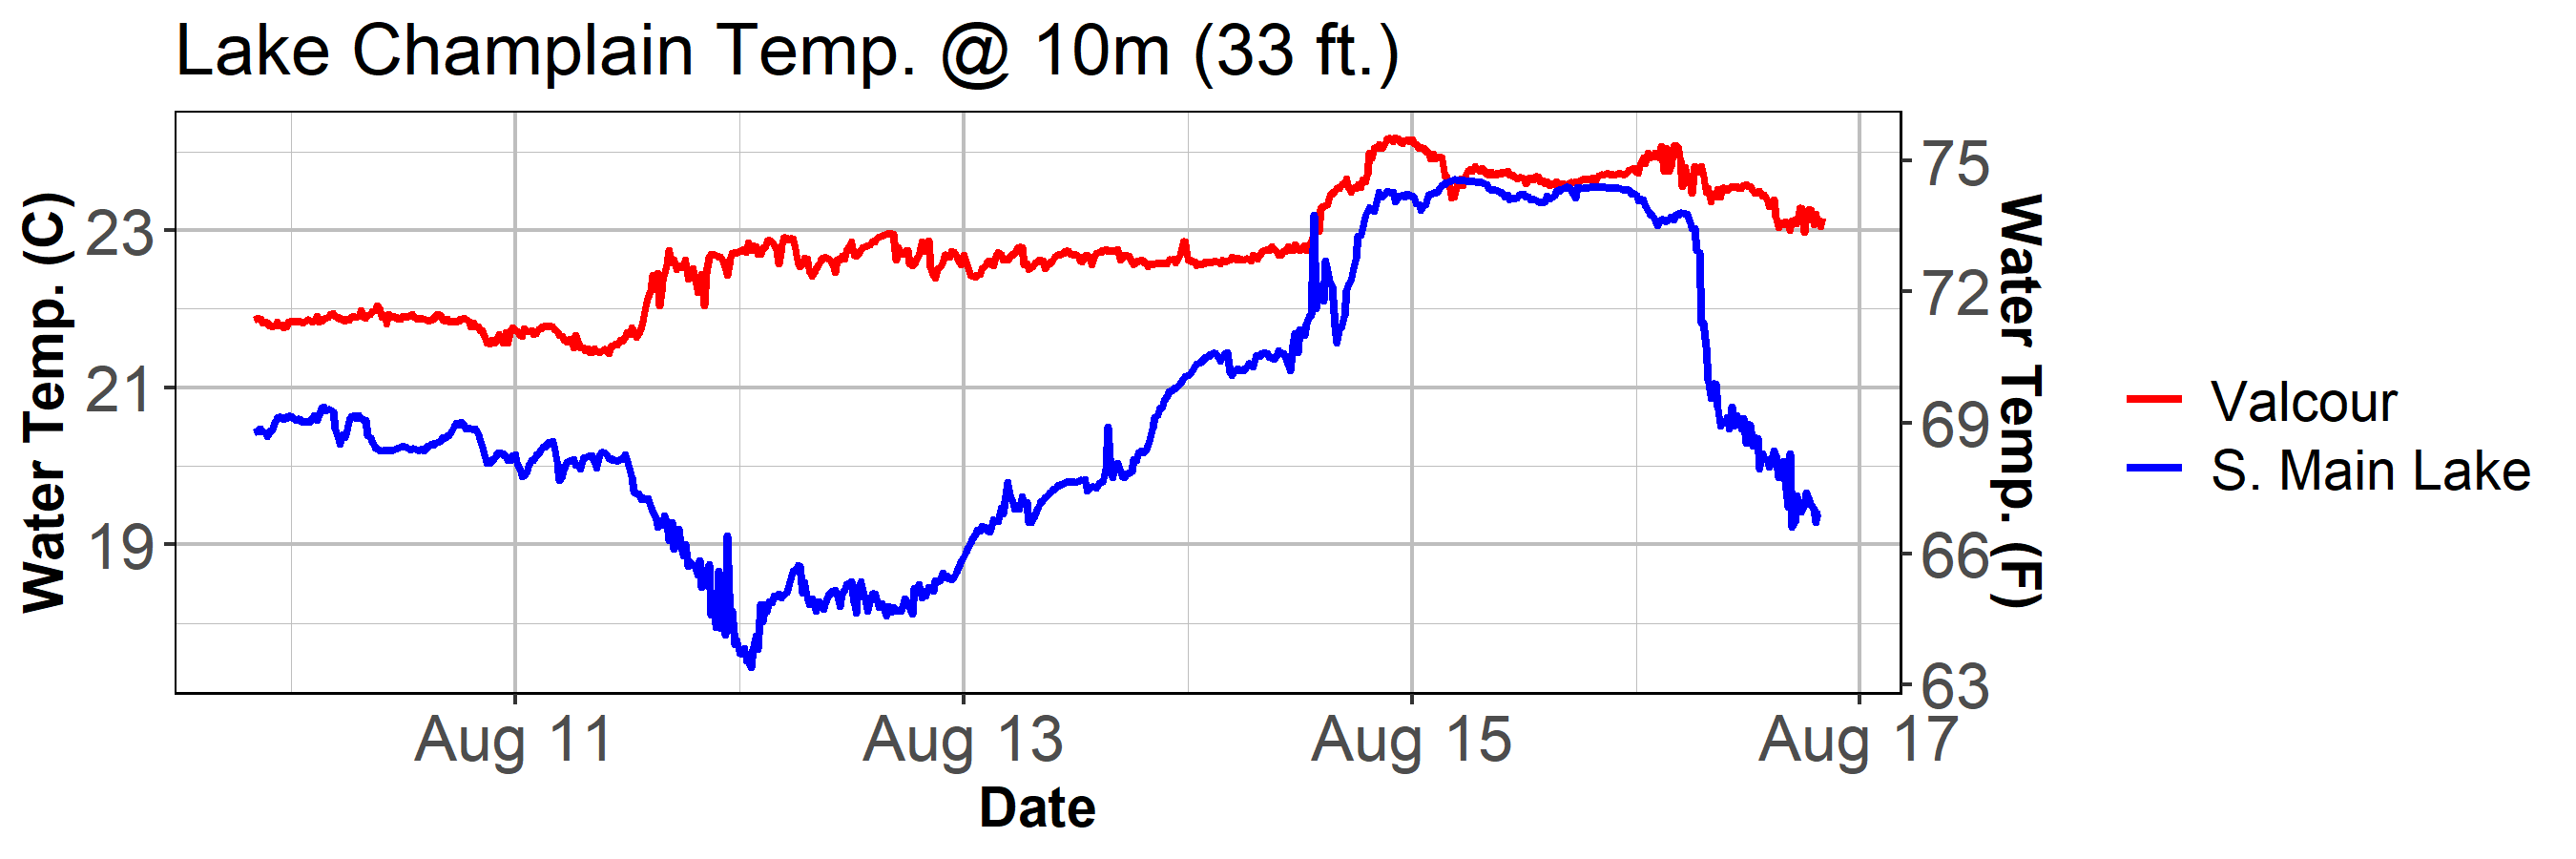 Lake Champlain Temp. @ 10m (33 ft.)
Water Temp. (C)
23
21
19
75
72
69
66
63
Water Temp. (F)
Aug 11
Aug 13
Aug 15
Aug 17
Date
Valcour
S. Main Lake